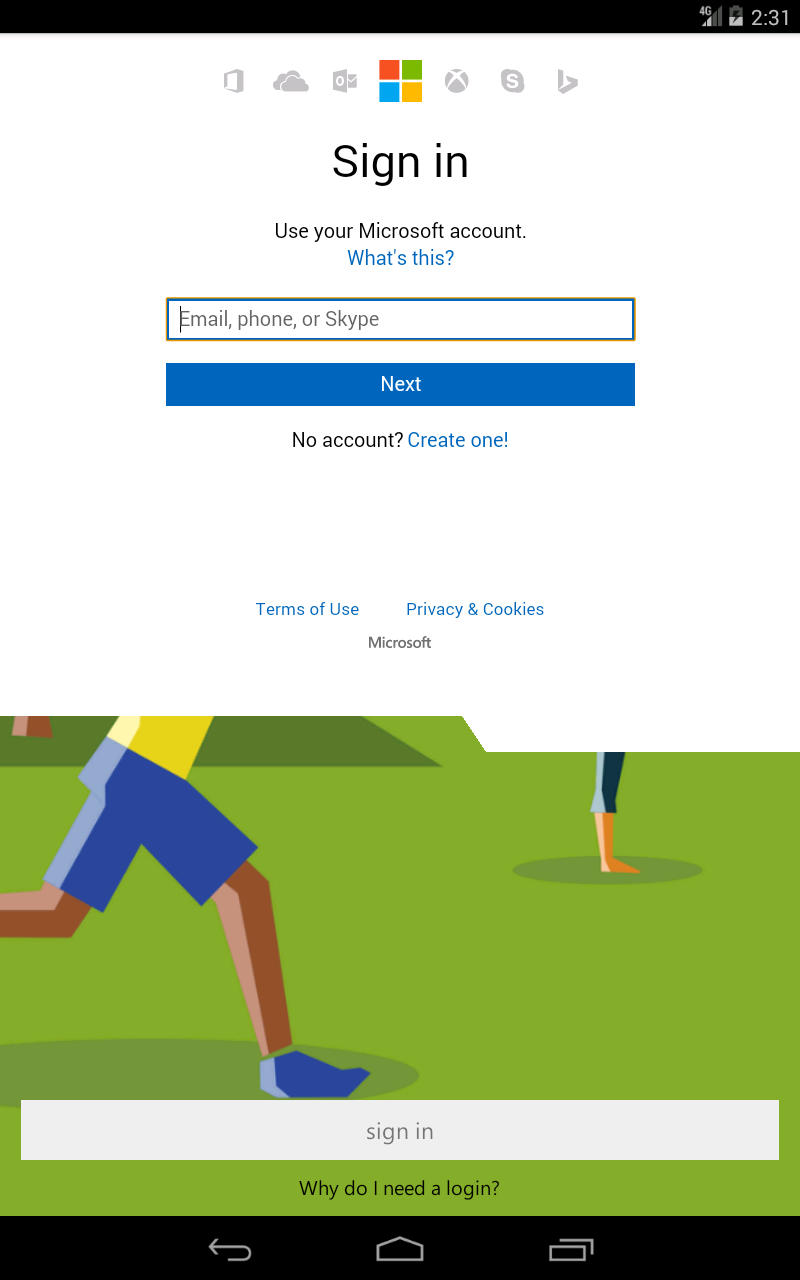 4G 2:31
Sign in
Use your Microsoft account.
What's this?
Email, phone, or Skype
Next
No account? Create one!
Terms of Use Privacy & Cookies
Microsoft
sign in
Why do I need a login?